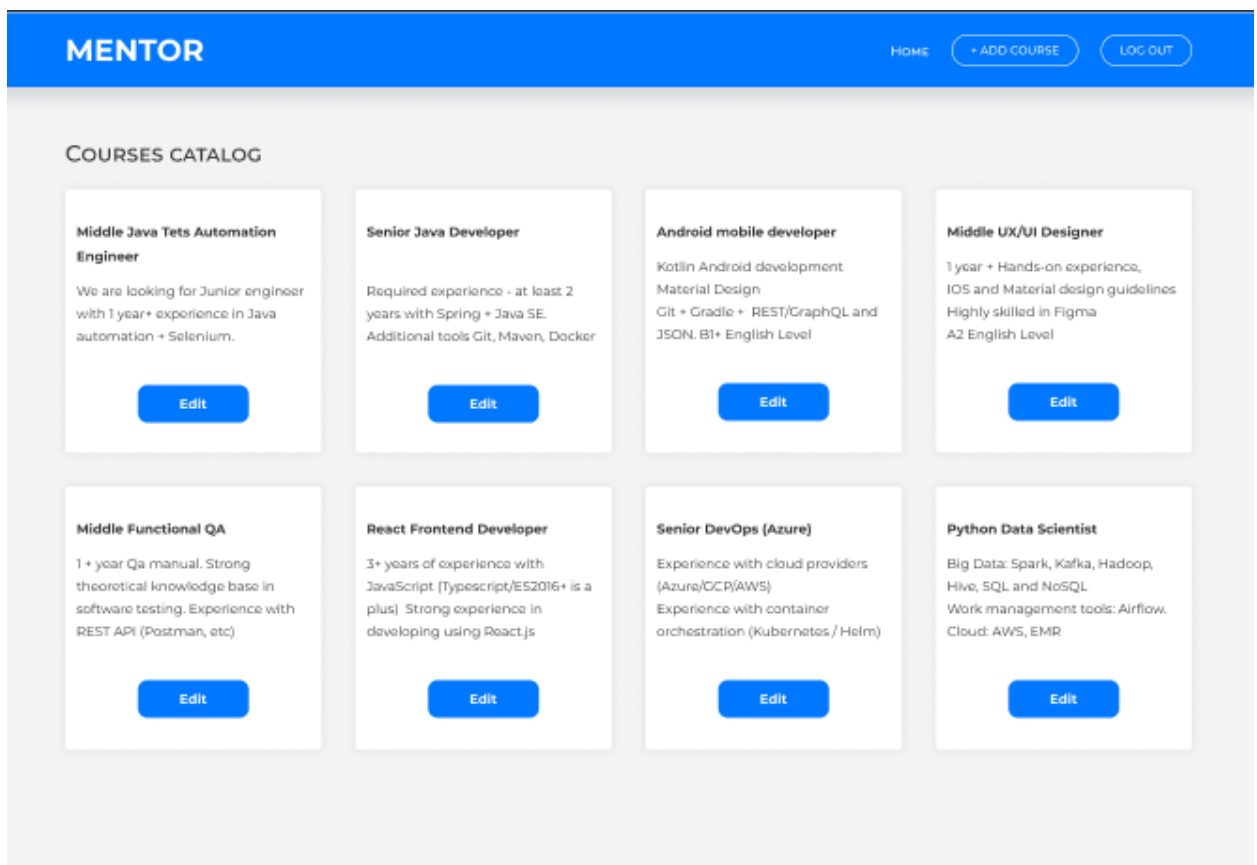 MENTOR
Home
+ ADD COURSE
LOG OUT
Courses catalog
Middle Java Tets Automation
Engineer
We are looking for Junior engineer
with 1 year+ experience in Java
automation + Selenium.
Edit
Senior Java Developer
Required experience - at least 2
years with Spring + Java SE.
Additional tools Git, Maven, Docker
Edit
Android mobile developer
Kotlin Android development
Material Design
Git + Gradle + REST/GraphQL and
JSON. B1+ English Level
Edit
Middle UX/UI Designer
1 year + Hands-on experience,
IOS and Material design guidelines
Highly skilled in Figma
A2 English Level
Edit
Middle Functional QA
1 + year Qa manual. Strong
theoretical knowledge base in
software testing. Experience with
REST API (Postman, etc)
Edit
React Frontend Developer
3+ years of experience with
JavaScript (Typescript/ES2016+ is a
plus) Strong experience in
developing using React.js
Edit
Senior DevOps (Azure)
Experience with cloud providers
(Azure/GCP/AWS)
Experience with container
orchestration (Kubernetes / Helm)
Edit
Python Data Scientist
Big Data: Spark, Kafka, Hadoop,
Hive, SQL and NoSQL
Work management tools: Airflow.
Cloud: AWS, EMR
Edit